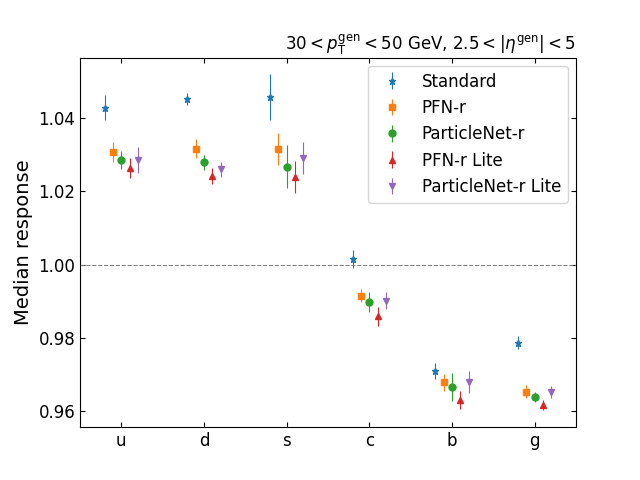 30 < p_T^gen < 50 GeV, 2.5 < |η^gen| < 5
Standard
PFN-r
ParticleNet-r
PFN-r Lite
ParticleNet-r Lite
Median response
1.04
1.02
1.00
0.98
0.96
u d s c b g